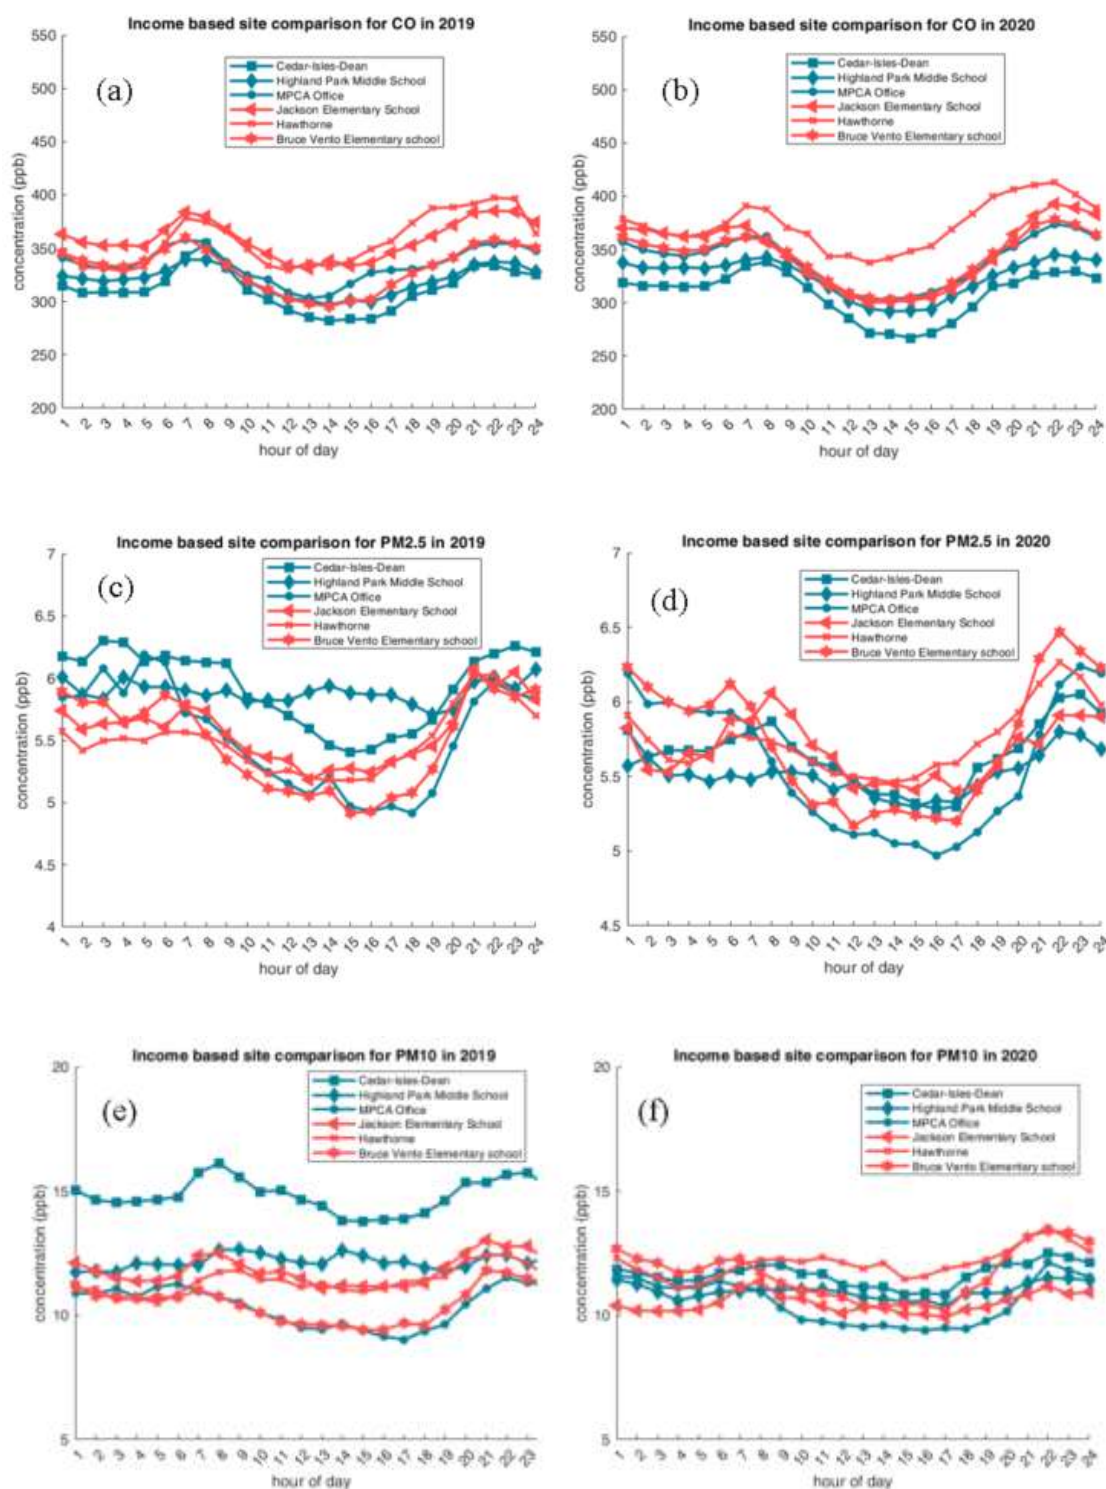 Income based site comparison for CO in 2019
550
500
450
400
350
300
250
200
concentration (ppb)
(a)
Cedar-Isles-Dean
Highland Park Middle School
MPCA Office
Jackson Elementary School
Hawthorne
Bruce Vento Elementary school
1 2 3 4 5 6 7 8 9 10 11 12 13 14 15 16 17 18 19 20 21 22 23 24
hour of day
Income based site comparison for CO in 2020
550
500
450
400
350
300
250
200
concentration (ppb)
(b)
Cedar-Isles-Dean
Highland Park Middle School
MPCA Office
Jackson Elementary School
Hawthorne
Bruce Vento Elementary school
1 2 3 4 5 6 7 8 9 10 11 12 13 14 15 16 17 18 19 20 21 22 23 24
hour of day
Income based site comparison for PM2.5 in 2019
7
6.5
6
5.5
5
4.5
4
concentration (ppb)
(c)
Cedar-Isles-Dean
Highland Park Middle School
MPCA Office
Jackson Elementary School
Hawthorne
Bruce Vento Elementary school
1 2 3 4 5 6 7 8 9 10 11 12 13 14 15 16 17 18 19 20 21 22 23 24
hour of day
Income based site comparison for PM2.5 in 2020
7
6.5
6
5.5
5
4.5
concentration (ppb)
(d)
Cedar-Isles-Dean
Highland Park Middle School
MPCA Office
Jackson Elementary School
Hawthorne
Bruce Vento Elementary school
1 2 3 4 5 6 7 8 9 10 11 12 13 14 15 16 17 18 19 20 21 22 23 24
hour of day
Income based site comparison for PM10 in 2019
20
15
10
5
concentration (ppb)
(e)
Cedar-Isles-Dean
Highland Park Middle School
MPCA Office
Jackson Elementary School
Hawthorne
Bruce Vento Elementary school
1 2 3 4 5 6 7 8 9 10 11 12 13 14 15 16 17 18 19 20 21 22 23
hour of day
Income based site comparison for PM10 in 2020
20
15
10
5
concentration (ppb)
(f)
Cedar-Isles-Dean
Highland Park Middle School
MPCA Office
Jackson Elementary School
Hawthorne
Bruce Vento Elementary school
1 2 3 4 5 6 7 8 9 10 11 12 13 14 15 16 17 18 19 20 21 22 23 24
hour of day